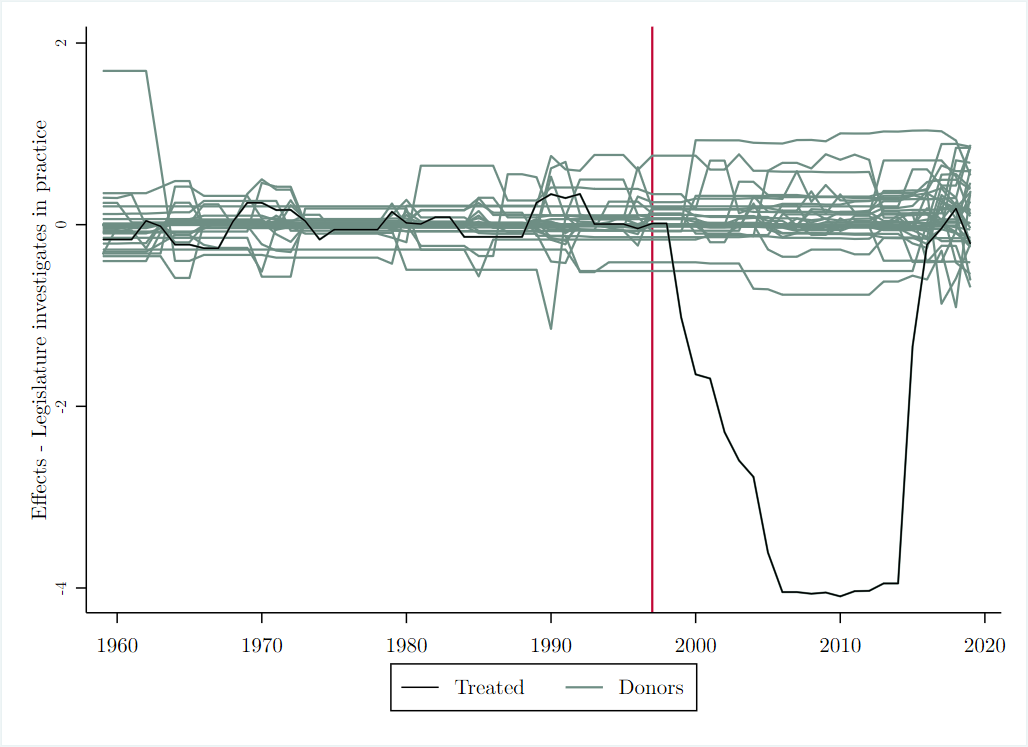 Effects - Legislature investigates in practice
2
0
-2
-4
1960 1970 1980 1990 2000 2010 2020
Treated Donors